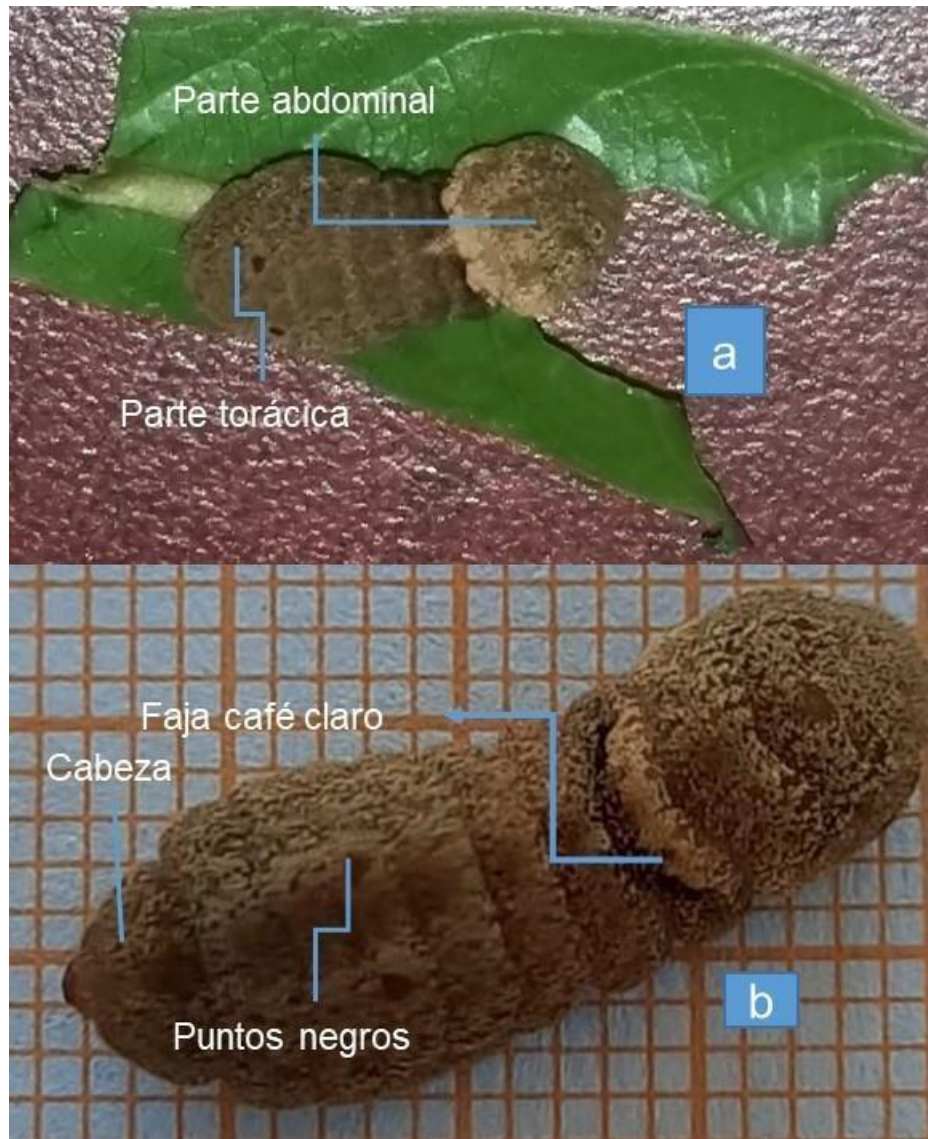 Parte abdominal
a
Parte torácica
Faja café claro
Cabeza
b
Puntos negros